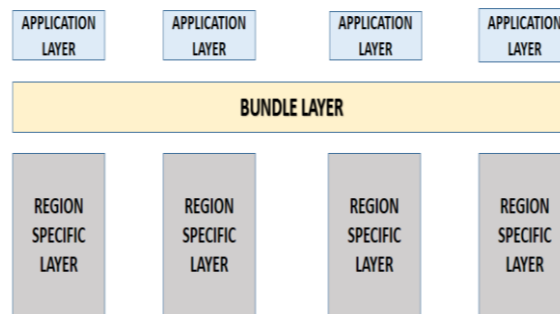 APPLICATION
LAYER
APPLICATION
LAYER
APPLICATION
LAYER
APPLICATION
LAYER
BUNDLE LAYER
REGION
SPECIFIC
LAYER
REGION
SPECIFIC
LAYER
REGION
SPECIFIC
LAYER
REGION
SPECIFIC
LAYER